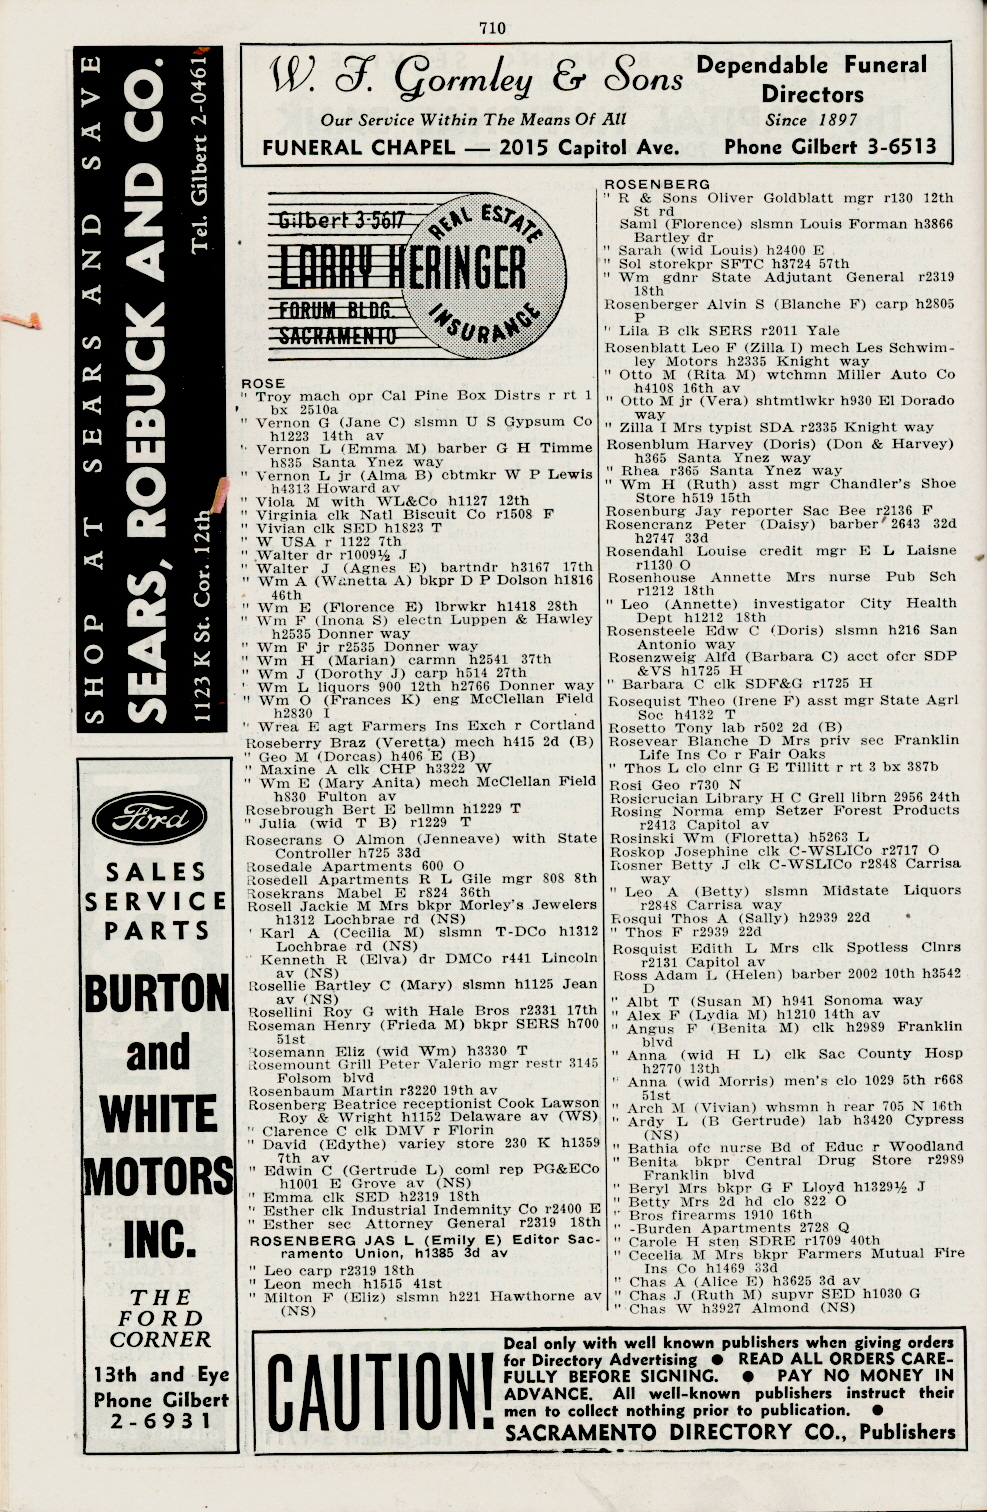 710
SHOP AT SEARS AND SAVE
SEARS, ROEBUCK AND CO.
1123 K St. Cor. 12th Tel. Gilbert 2-0461
W. F. Gormley & Sons
Our Service Within The Means Of All
Dependable Funeral
Directors
Since 1897
FUNERAL CHAPEL — 2015 Capitol Ave. Phone Gilbert 3-6513
Gilbert 3-5617
LARRY HERINGER
FORUM BLDG.
SACRAMENTO
REAL ESTATE
INSURANCE
ROSE
" Troy mach opr Cal Pine Box Distrs r rt 1
bx 2510a
" Vernon G (Jane C) slsmn U S Gypsum Co
h1223 14th av
" Vernon L (Emma M) barber G H Timme
h835 Santa Ynez way
" Vernon L jr (Alma B) cbtmkr W P Lewis
h4313 Howard av
" Viola M with WL&Co h1127 12th
" Virginia clk Natl Biscuit Co r1508 F
" Vivian clk SED h1823 T
" W USA r 1122 7th
" Walter dr r1009½ J
" Walter J (Agnes E) bartndr h3167 17th
" Wm A (Wanetta A) bkpr D P Dolson h1816
46th
" Wm E (Florence E) lbrwkr h1418 28th
" Wm F (Inona S) electn Luppen & Hawley
h2535 Donner way
" Wm F jr r2535 Donner way
" Wm H (Marian) carmn h2541 37th
" Wm J (Dorothy J) carp h514 27th
" Wm L liquors 900 12th h2766 Donner way
" Wm O (Frances K) eng McClellan Field
h2830 I
" Wrea E agt Farmers Ins Exch r Cortland
Roseberry Braz (Veretta) mech h415 2d (B)
" Geo M (Dorcas) h406 E (B)
" Maxine A clk CHP h3322 W
" Wm E (Mary Anita) mech McClellan Field
h830 Fulton av
Rosebrough Bert E bellmn h1229 T
" Julia (wid T B) r1229 T
Rosecrans O Almon (Jenneave) with State
Controller h725 33d
Rosedale Apartments 600 O
Rosedell Apartments R L Gile mgr 808 8th
Rosekrans Mabel E r824 36th
Rosell Jackie M Mrs bkpr Morley's Jewelers
h1312 Lochbrae rd (NS)
" Karl A (Cecilia M) slsmn T-DCo h1312
Lochbrae rd (NS)
" Kenneth R (Elva) dr DMCo r441 Lincoln
av (NS)
Rosellie Bartley C (Mary) slsmn h1125 Jean
av (NS)
Rosellini Roy G with Hale Bros r2331 17th
Roseman Henry (Frieda M) bkpr SERS h700
51st
Rosemann Eliz (wid Wm) h3330 T
Rosemount Grill Peter Valerio mgr restr 3145
Folsom blvd
Rosenbaum Martin r3220 19th av
Rosenberg Beatrice receptionist Cook Lawson
Roy & Wright h1152 Delaware av (WS)
" Clarence C clk DMV r Florin
" David (Edythe) variey store 230 K h1359
7th av
" Edwin C (Gertrude L) coml rep PG&ECo
h1001 E Grove av (NS)
" Emma clk SED h2319 18th
" Esther clk Industrial Indemnity Co r2400 E
" Esther sec Attorney General r2319 18th
ROSENBERG JAS L (Emily E) Editor Sac-
ramento Union, h1385 3d av
" Leo carp r2319 18th
" Leon mech h1515 41st
" Milton F (Eliz) slsmn h221 Hawthorne av
(NS)
ROSENBERG
" R & Sons Oliver Goldblatt mgr r130 12th
St rd
Saml (Florence) slsmn Louis Forman h3866
Bartley dr
" Sarah (wid Louis) h2400 E
" Sol storekpr SFTC h3724 57th
" Wm gdnr State Adjutant General r2319
18th
Rosenberger Alvin S (Blanche F) carp h2805
P
" Lila B clk SERS r2011 Yale
Rosenblatt Leo F (Zilla I) mech Les Schwim-
ley Motors h2335 Knight way
" Otto M (Rita M) wtchmn Miller Auto Co
h4108 16th av
" Otto M jr (Vera) shtmtlwkr h930 El Dorado
way
" Zilla I Mrs typist SDA r2335 Knight way
Rosenblum Harvey (Doris) (Don & Harvey)
h365 Santa Ynez way
" Rhea r365 Santa Ynez way
" Wm H (Ruth) asst mgr Chandler's Shoe
Store h519 15th
Rosenburg Jay reporter Sac Bee r2136 F
Rosencranz Peter (Daisy) barber 2643 32d
h2747 33d
Rosendahl Louise credit mgr E L Laisne
r1130 O
Rosenhouse Annette Mrs nurse Pub Sch
r1212 18th
" Leo (Annette) investigator City Health
Dept h1212 18th
Rosensteele Edw C (Doris) slsmn h216 San
Antonio way
Rosenzweig Alfd (Barbara C) acct ofcr SDP
&VS h1725 H
" Barbara C clk SDF&G r1725 H
Rosequist Theo (Irene F) asst mgr State Agrl
Soc h4132 T
Rosetto Tony lab r502 2d (B)
Rosevear Blanche D Mrs priv sec Franklin
Life Ins Co r Fair Oaks
" Thos L clo clnr G E Tillitt r rt 3 bx 387b
Rosi Geo r730 N
Rosicrucian Library H C Grell librn 2956 24th
Rosing Norma emp Setzer Forest Products
r2413 Capitol av
Rosinski Wm (Floretta) h5263 L
Roskop Josephine clk C-WSLICo r2717 O
Rosner Betty J clk C-WSLICo r2848 Carrisa
way
" Leo A (Betty) slsmn Midstate Liquors
r2848 Carrisa way
Rosqui Thos A (Sally) h2939 22d
" Thos F r2939 22d
Rosquist Edith L Mrs clk Spotless Clnrs
r2131 Capitol av
Ross Adam L (Helen) barber 2002 10th h3542
D
" Albt T (Susan M) h941 Sonoma way
" Alex F (Lydia M) h1210 14th av
" Angus F (Benita M) clk h2989 Franklin
blvd
" Anna (wid H L) clk Sac County Hosp
h2770 13th
" Anna (wid Morris) men's clo 1029 5th r668
51st
" Arch M (Vivian) whsmn h rear 705 N 16th
" Ardy L (B Gertrude) lab h3420 Cypress
(NS)
" Bathia ofc nurse Bd of Educ r Woodland
" Benita bkpr Central Drug Store r2989
Franklin blvd
" Beryl Mrs bkpr G F Lloyd h1329½ J
" Betty Mrs 2d hd clo 822 O
" Bros firearms 1910 16th
" -Burden Apartments 2728 Q
" Carole H sten SDRE r1709 40th
" Cecelia M Mrs bkpr Farmers Mutual Fire
Ins Co h1469 33d
" Chas A (Alice E) h3625 3d av
" Chas J (Ruth M) supvr SED h1030 G
" Chas W h3927 Almond (NS)
Ford
SALES
SERVICE
PARTS
BURTON
and
WHITE
MOTORS
INC.
THE
FORD
CORNER
13th and Eye
Phone Gilbert
2-6931
CAUTION!
Deal only with well known publishers when giving orders
for Directory Advertising ● READ ALL ORDERS CARE-
FULLY BEFORE SIGNING. ● PAY NO MONEY IN
ADVANCE. All well-known publishers instruct their
men to collect nothing prior to publication. ●
SACRAMENTO DIRECTORY CO., Publishers